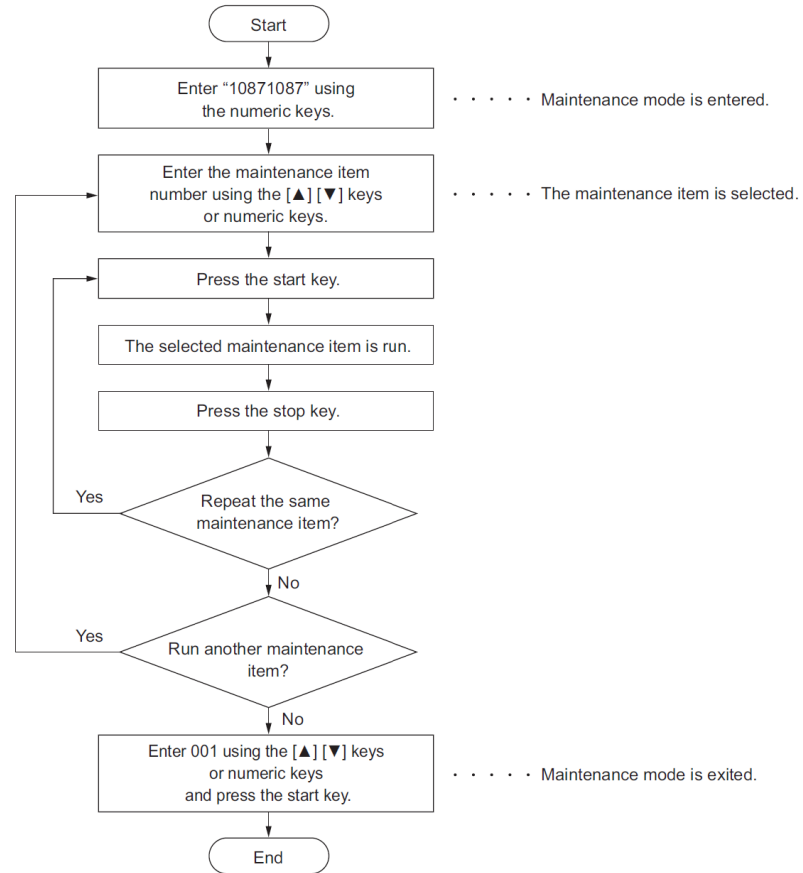 Start
Enter “10871087” using
the numeric keys.
・・・・・ Maintenance mode is entered.
Enter the maintenance item
number using the [▲] [▼] keys
or numeric keys.
・・・・・ The maintenance item is selected.
Press the start key.
The selected maintenance item is run.
Press the stop key.
Yes
Repeat the same
maintenance item?
No
Yes
Run another maintenance
item?
No
Enter 001 using the [▲] [▼] keys
or numeric keys
and press the start key.
・・・・・ Maintenance mode is exited.
End